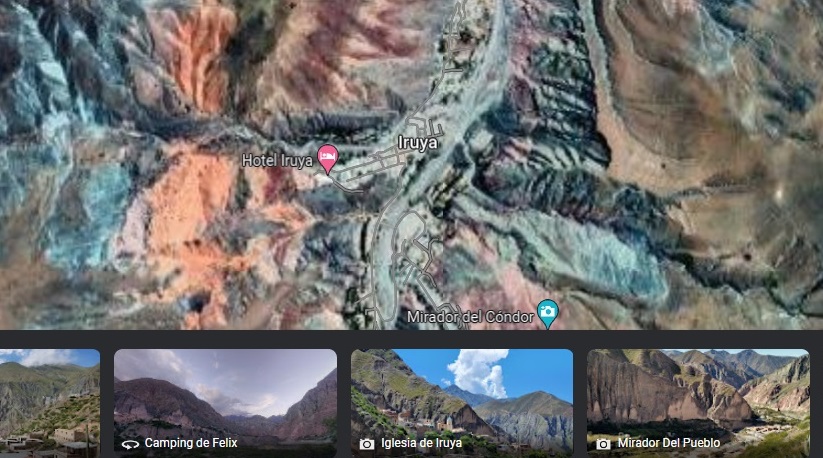 Iruya
Hotel Iruya
Mirador del Cóndor
Camping de Felix
Iglesia de Iruya
Mirador Del Pueblo